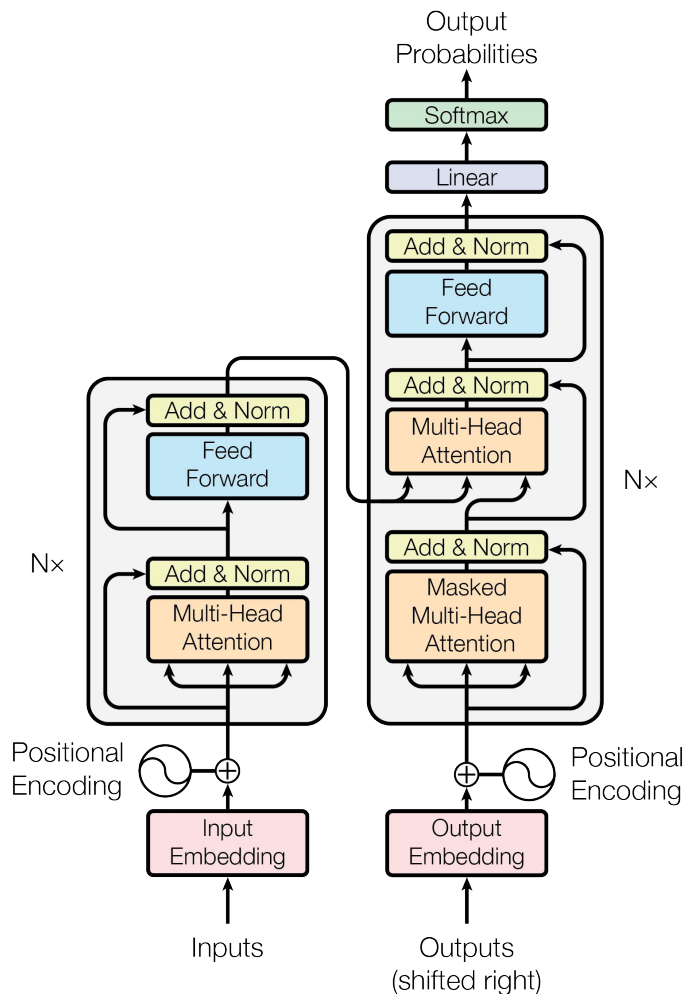 Output
Probabilities
Softmax
Linear
Add & Norm
Feed
Forward
Add & Norm
Multi-Head
Attention
Add & Norm
Masked
Multi-Head
Attention
N×
Add & Norm
Feed
Forward
Add & Norm
Multi-Head
Attention
N×
Positional
Encoding
Positional
Encoding
Input
Embedding
Output
Embedding
Inputs
Outputs
(shifted right)